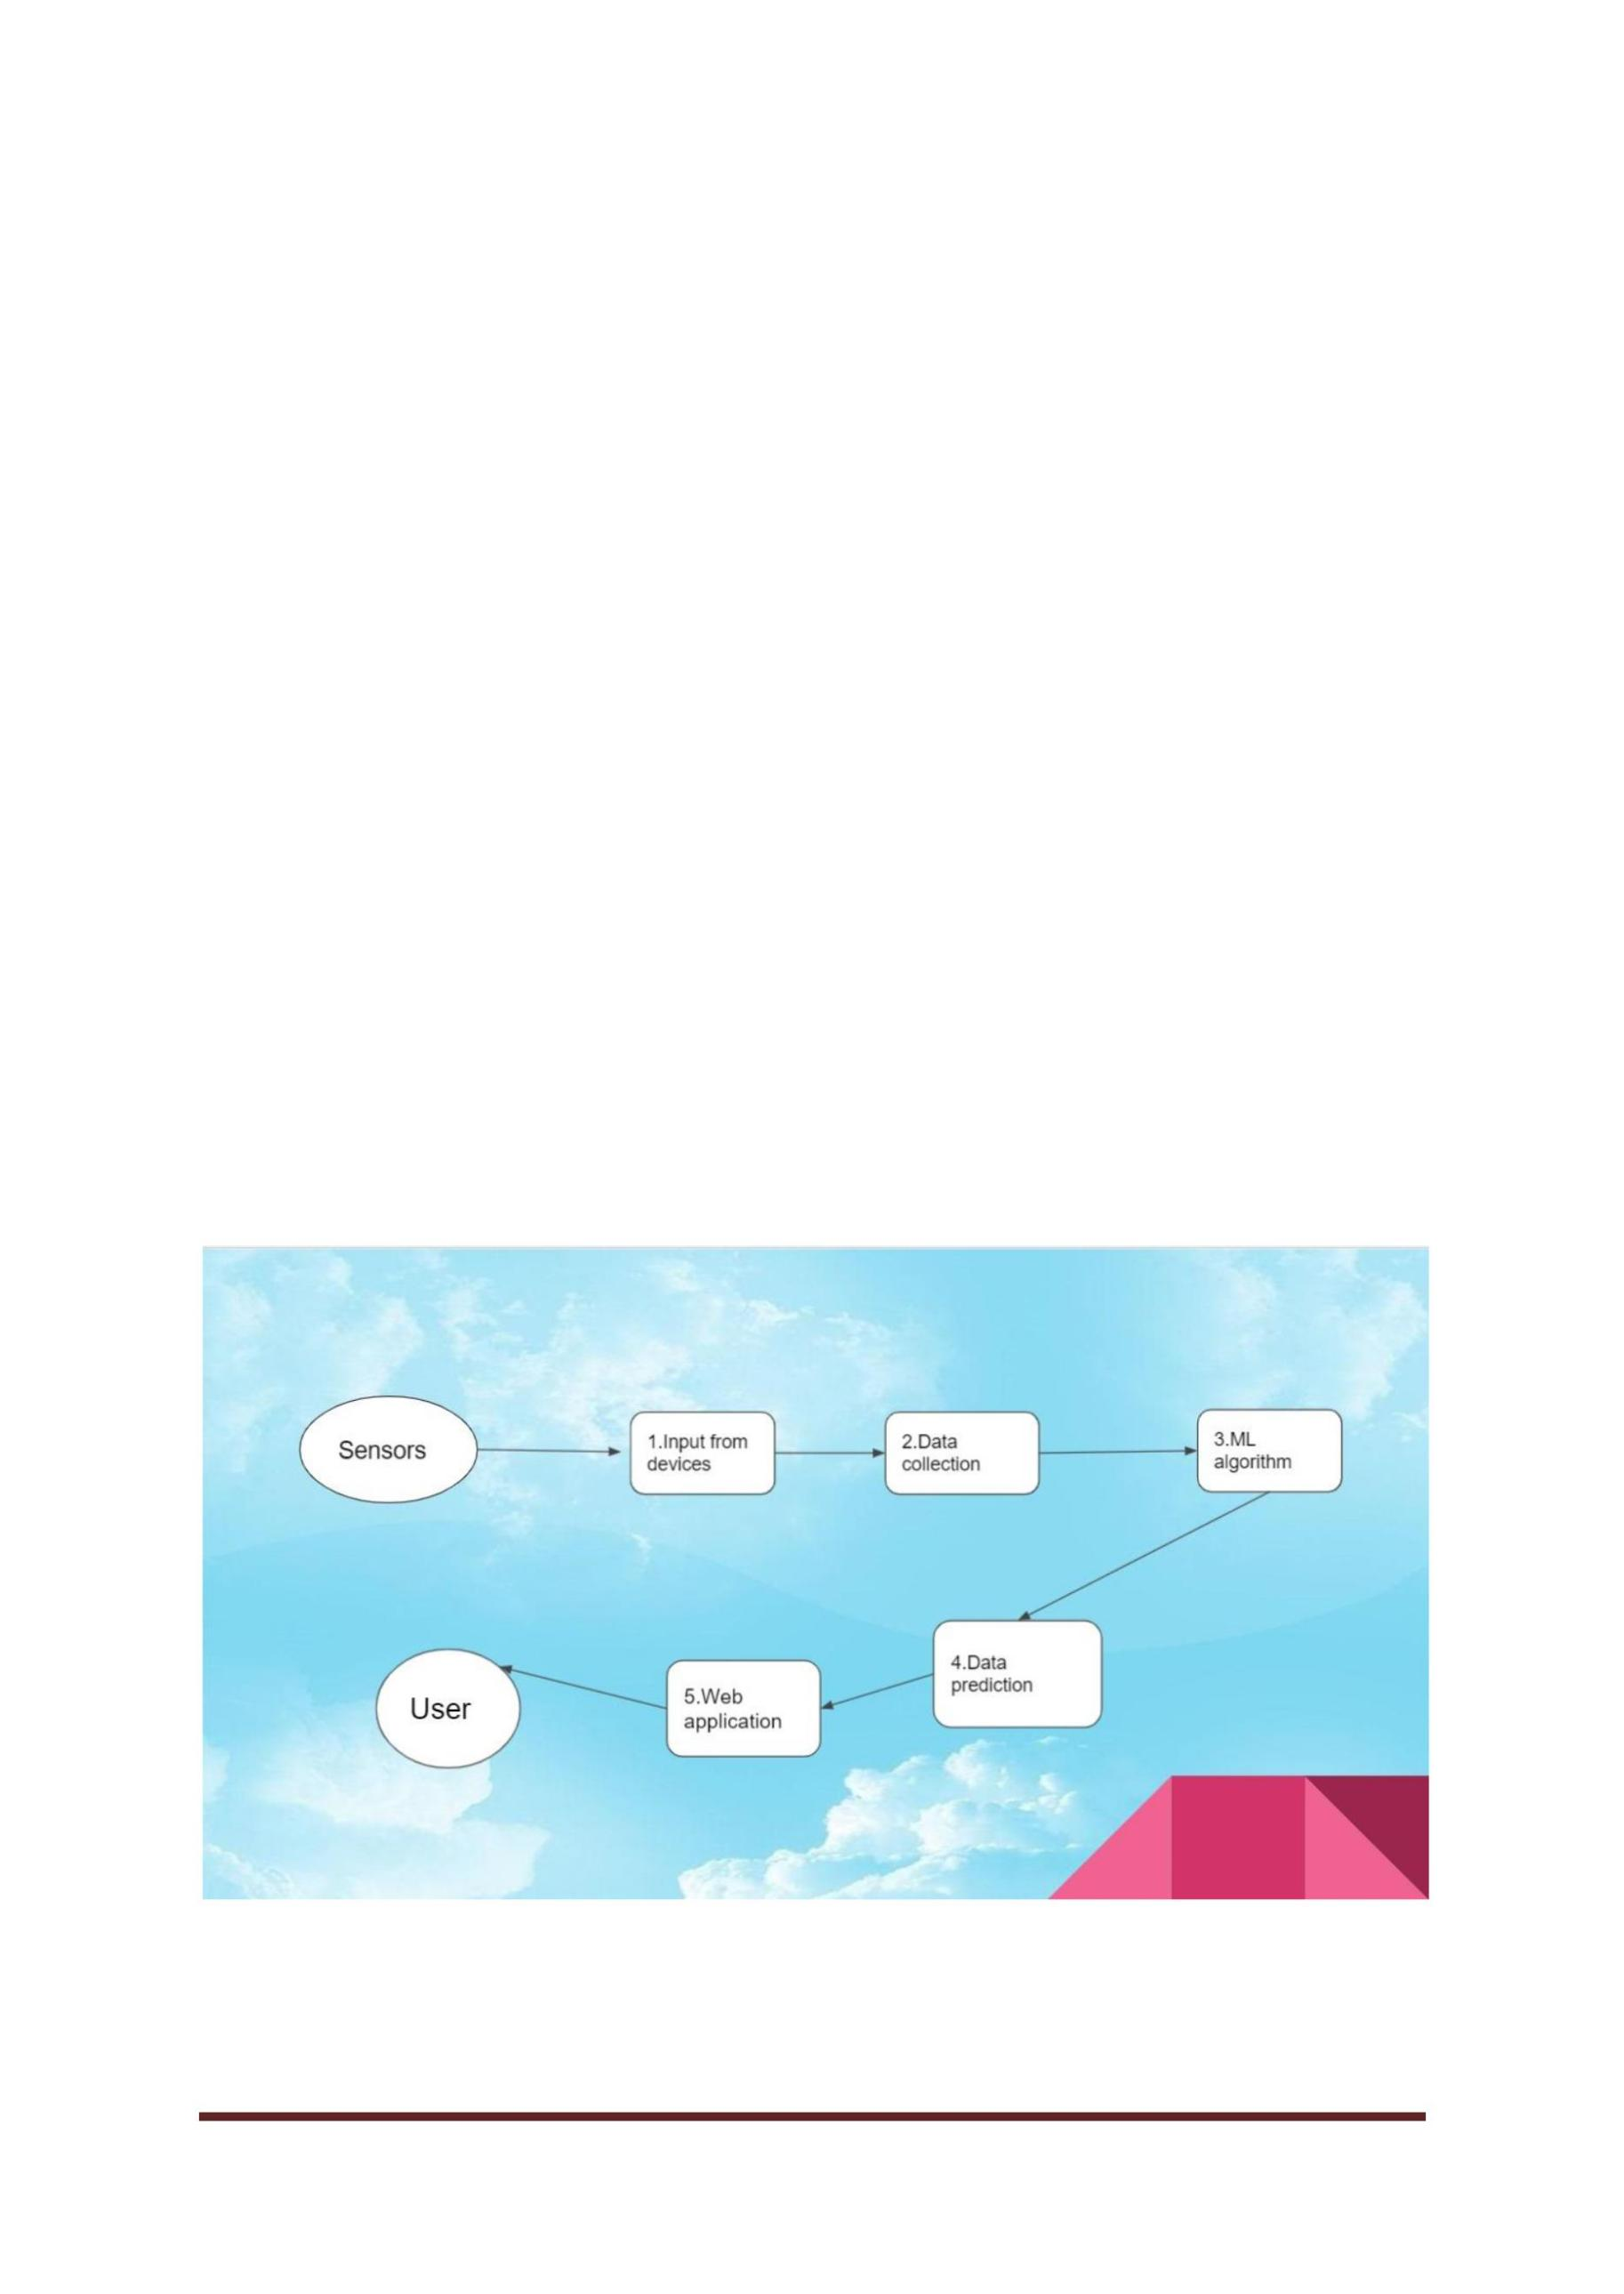 Sensors
1.Input from
devices
2.Data
collection
3.ML
algorithm
4.Data
prediction
5.Web
application
User